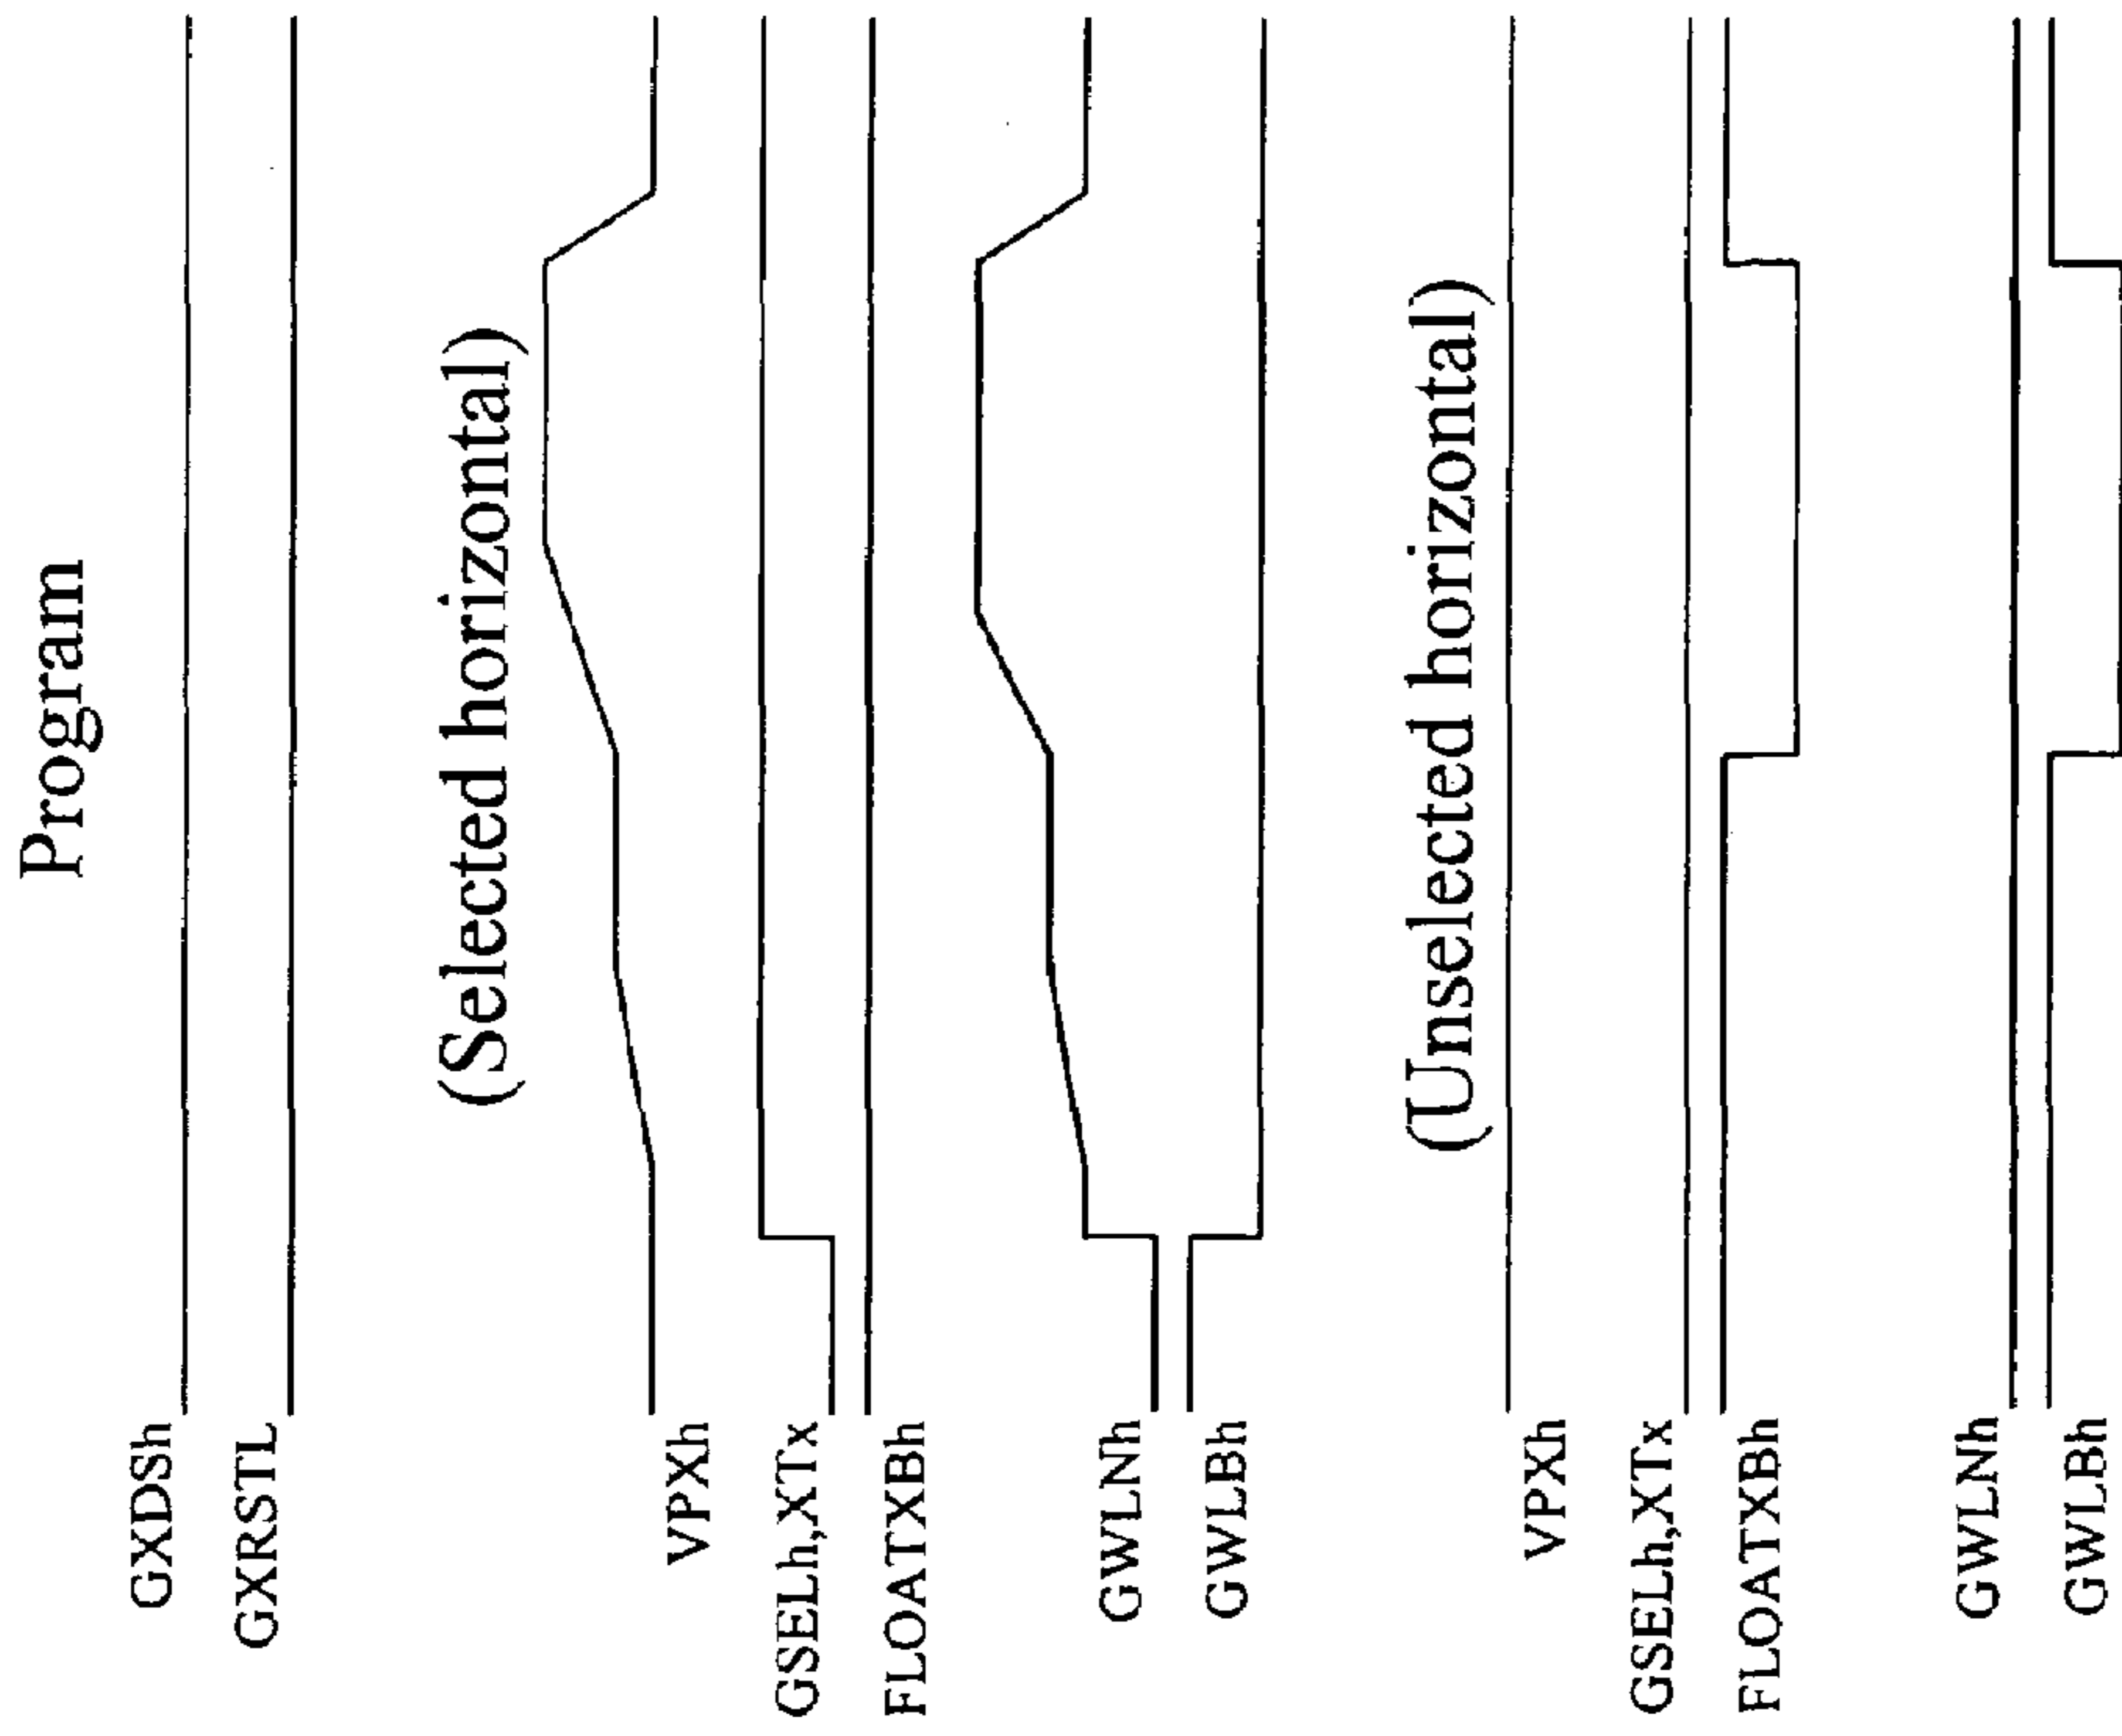 Program
GXDSh
GXRSTL
(Selected horizontal)
VPXh
GSELh,XTx
FLOATXBh
GWLNh
GWLBh
(Unselected horizontal)
VPXh
GSELh,XTx
FLOATXBh
GWLNh
GWLBh